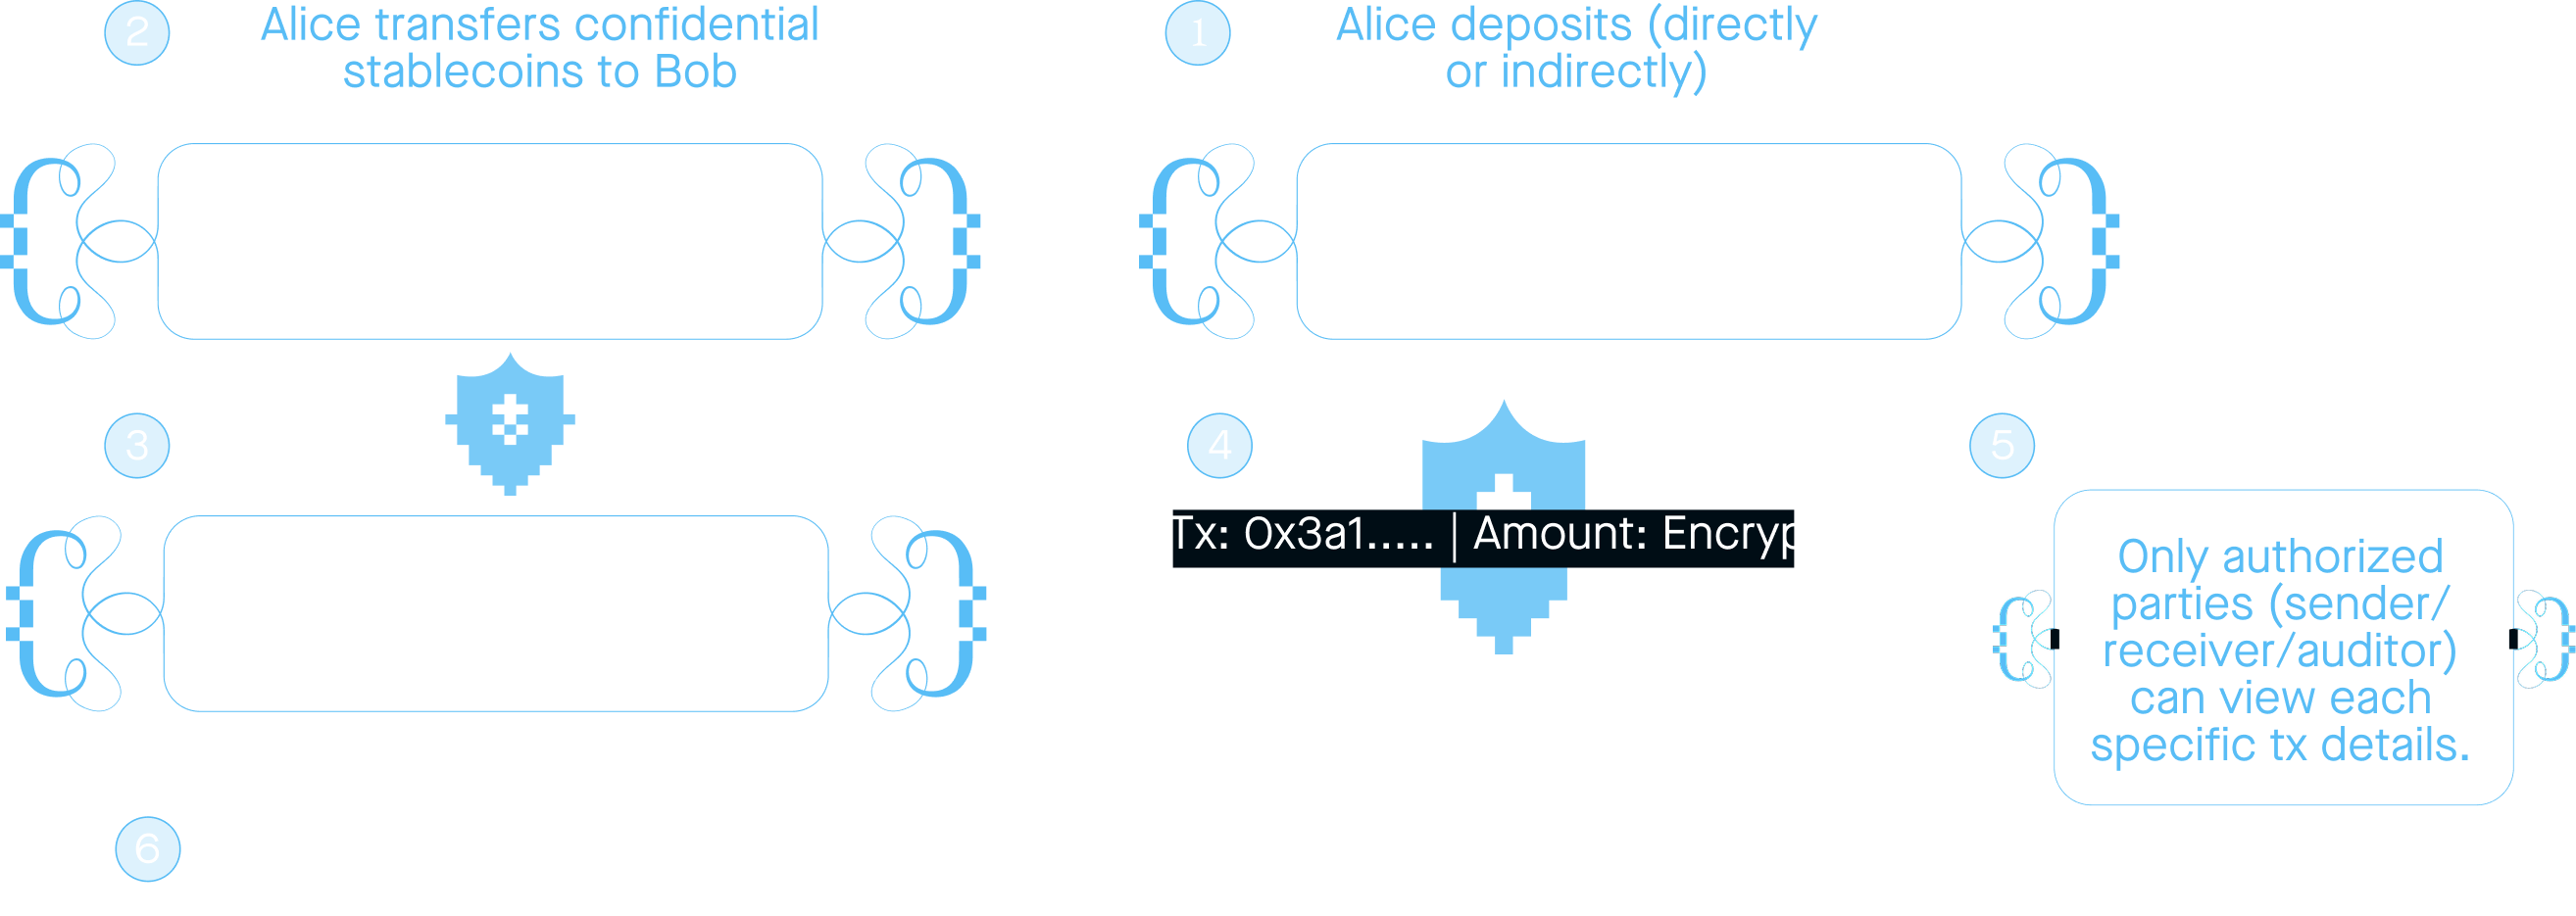 2
Alice transfers confidential
stablecoins to Bob
1
Alice deposits (directly
or indirectly)
3
4
Tx: 0x3a1..... | Amount: Encryp
5
Only authorized
parties (sender/
receiver/auditor)
can view each
specific tx details.
6